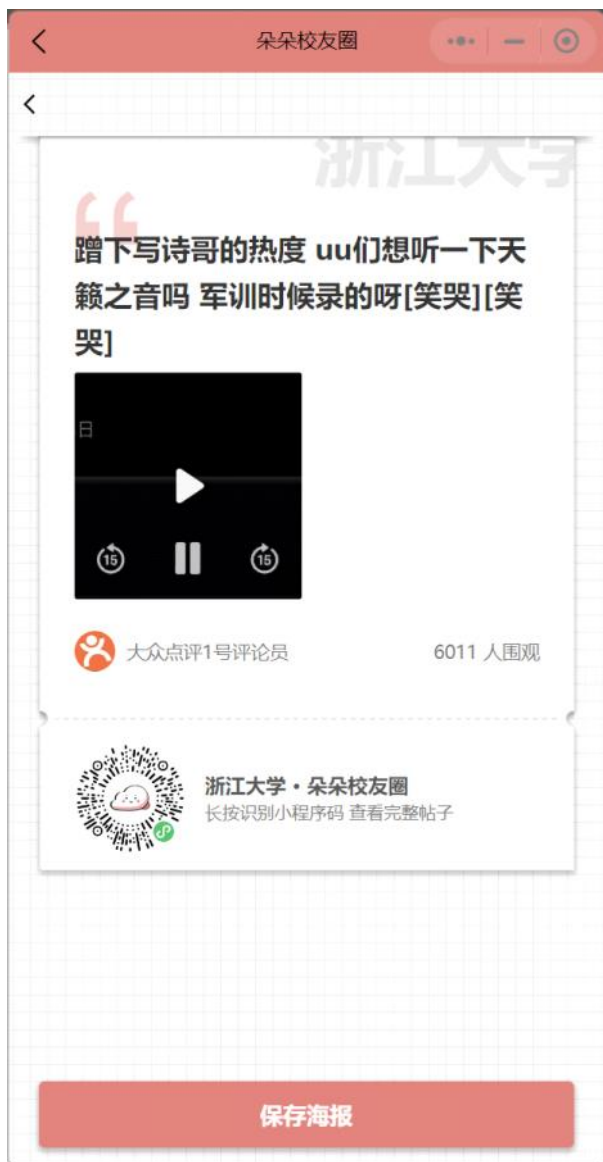 朵朵校友圈
浙江大学
蹭下写诗哥的热度 uu们想听一下天
籁之音吗 军训时候录的呀[笑哭][笑
哭]
日
15
15
大众点评1号评论员
6011 人围观
浙江大学・朵朵校友圈
长按识别小程序码 查看完整帖子
保存海报